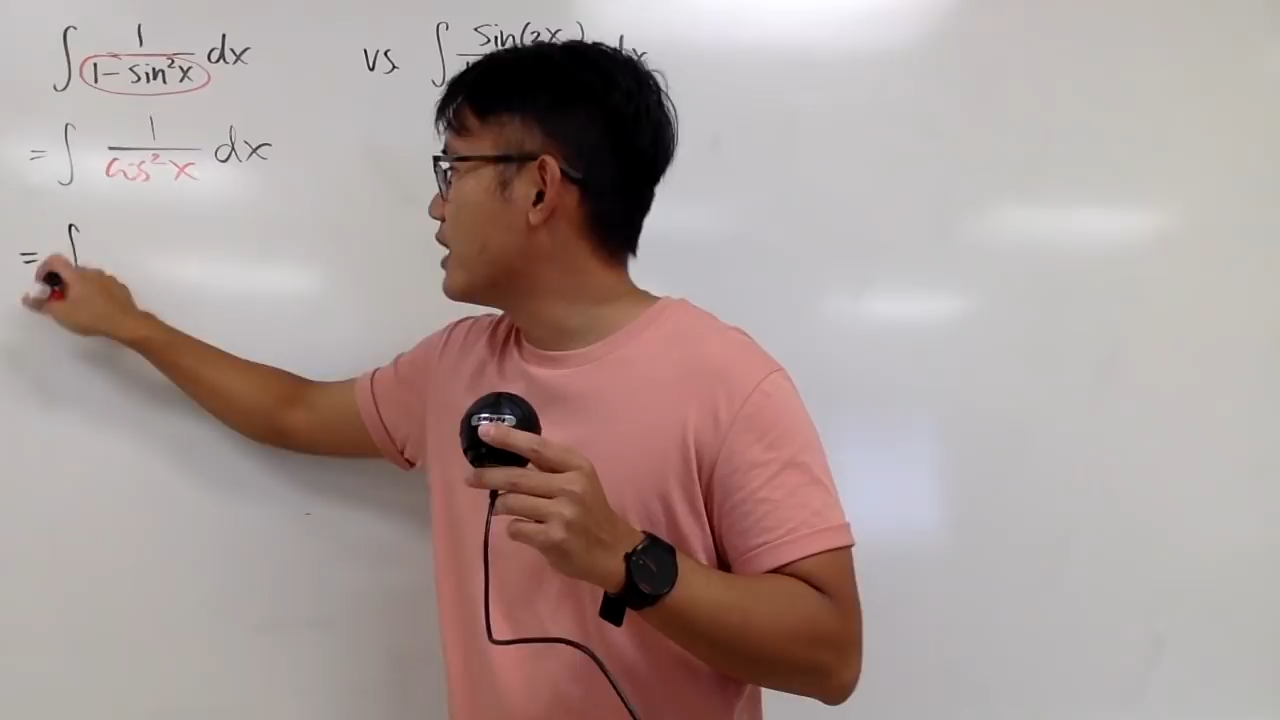 ∫ 1/(1 - sin²x) dx vs. ∫ sin(2x)
= ∫ 1/cos²x dx
= ∫